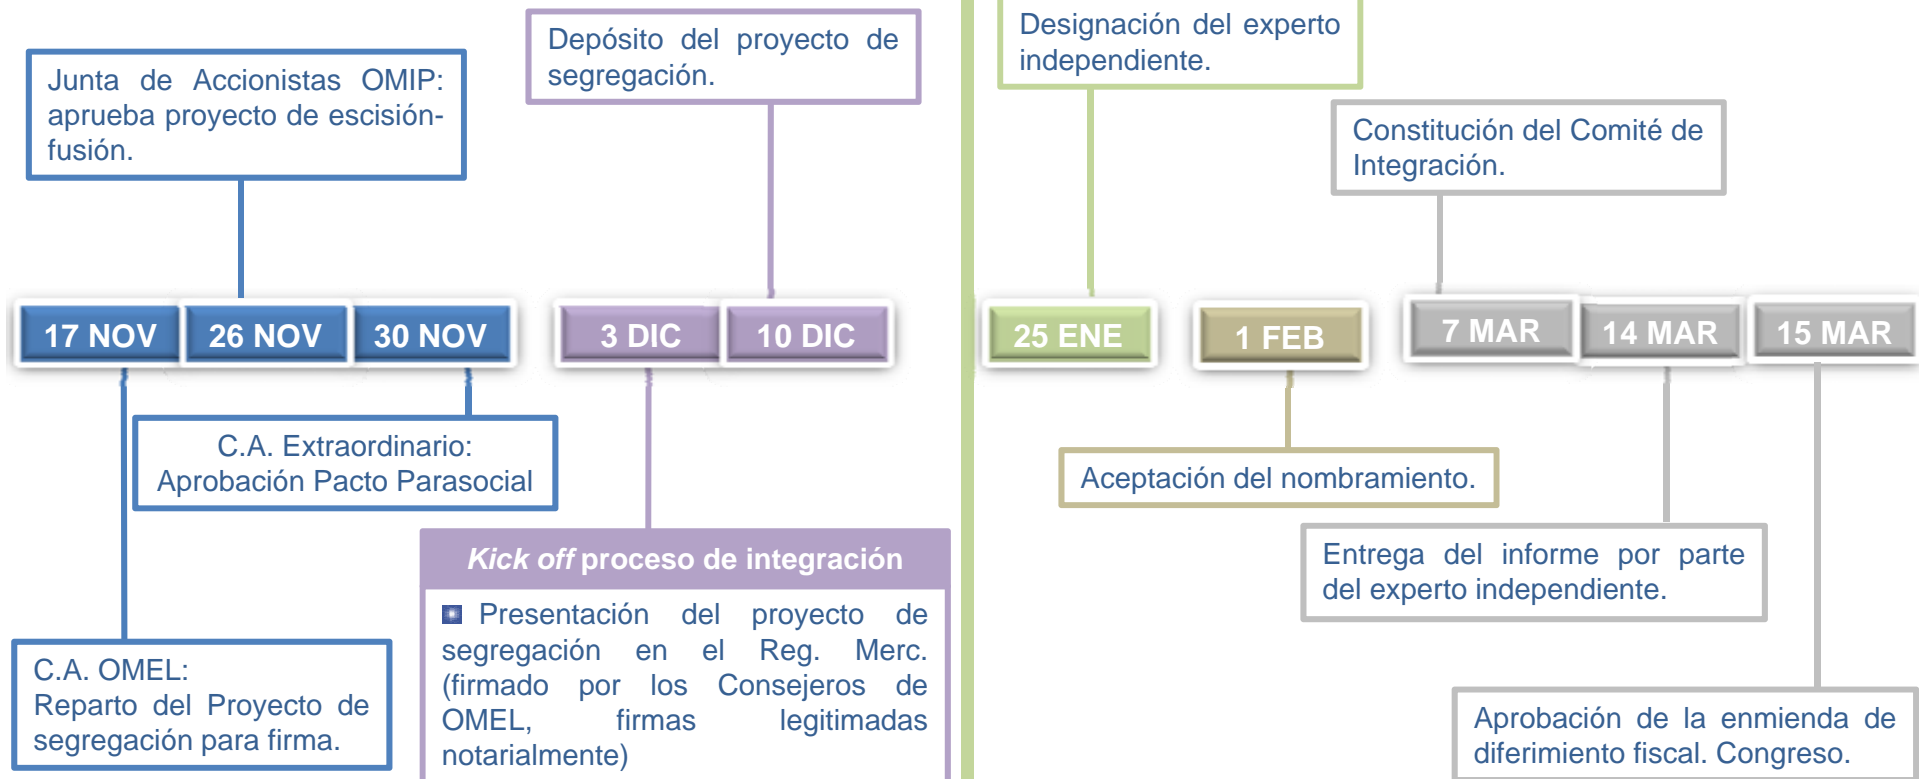 Junta de Accionistas OMIP:
aprueba proyecto de escisión-
fusión.
Depósito del proyecto de
segregación.
Designación del experto
independiente.
Constitución del Comité de
Integración.
17 NOV
26 NOV
30 NOV
3 DIC
10 DIC
25 ENE
1 FEB
7 MAR
14 MAR
15 MAR
C.A. Extraordinario:
Aprobación Pacto Parasocial
C.A. OMEL:
Reparto del Proyecto de
segregación para firma.
Kick off proceso de integración
Presentación del proyecto de
segregación en el Reg. Merc.
(firmado por los Consejeros de
OMEL, firmas legitimadas
notarialmente)
Aceptación del nombramiento.
Entrega del informe por parte
del experto independiente.
Aprobación de la enmienda de
diferimiento fiscal. Congreso.